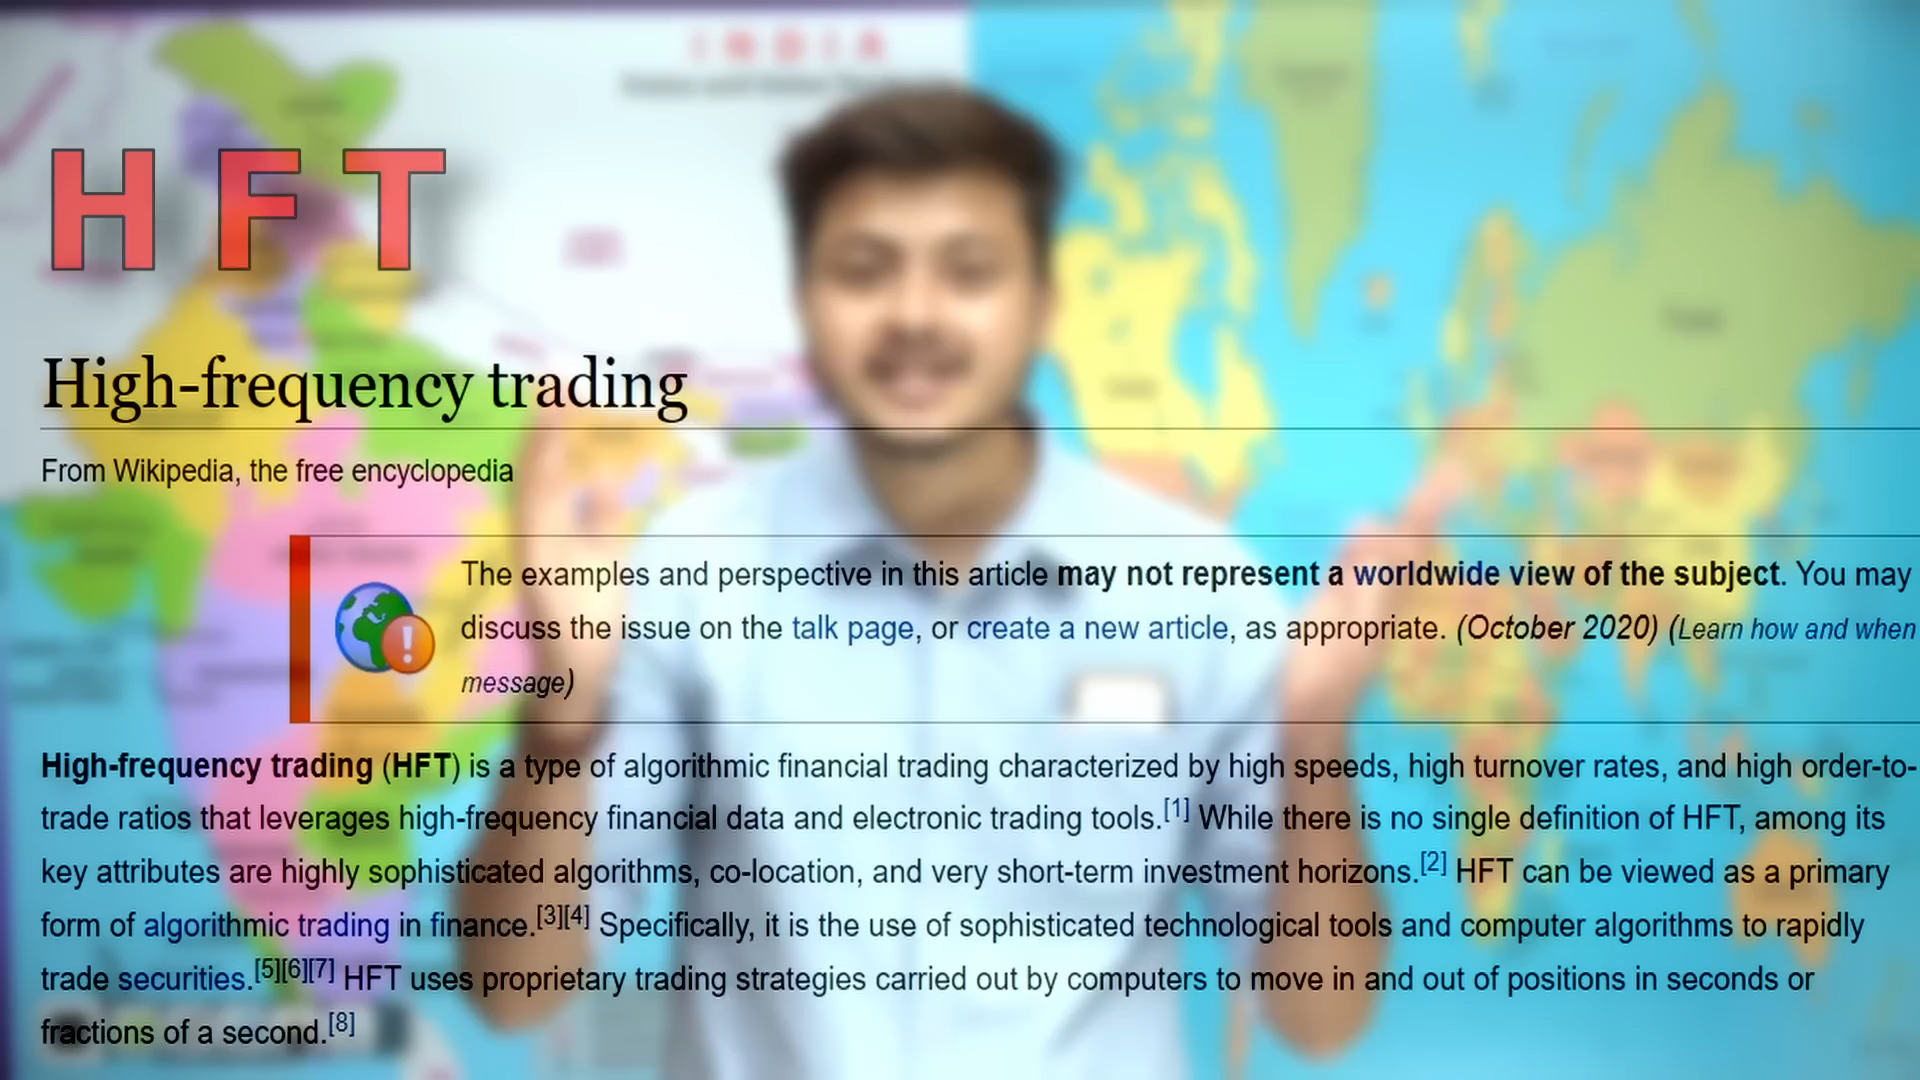 INDIA
HFT
High-frequency trading
From Wikipedia, the free encyclopedia
The examples and perspective in this article may not represent a worldwide view of the subject. You may
discuss the issue on the talk page, or create a new article, as appropriate. (October 2020) (Learn how and when
message)
High-frequency trading (HFT) is a type of algorithmic financial trading characterized by high speeds, high turnover rates, and high order-to-
trade ratios that leverages high-frequency financial data and electronic trading tools.[1] While there is no single definition of HFT, among its
key attributes are highly sophisticated algorithms, co-location, and very short-term investment horizons.[2] HFT can be viewed as a primary
form of algorithmic trading in finance.[3][4] Specifically, it is the use of sophisticated technological tools and computer algorithms to rapidly
trade securities.[5][6][7] HFT uses proprietary trading strategies carried out by computers to move in and out of positions in seconds or
fractions of a second.[8]